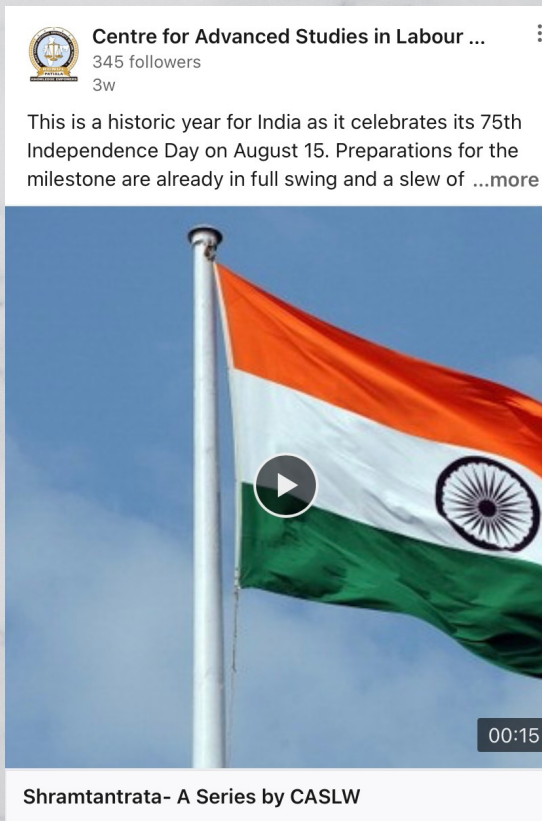 Centre for Advanced Studies in Labour ...
345 followers
3w
This is a historic year for India as it celebrates its 75th
Independence Day on August 15. Preparations for the
milestone are already in full swing and a slew of ...more
00:15
Shramtantrata- A Series by CASLW